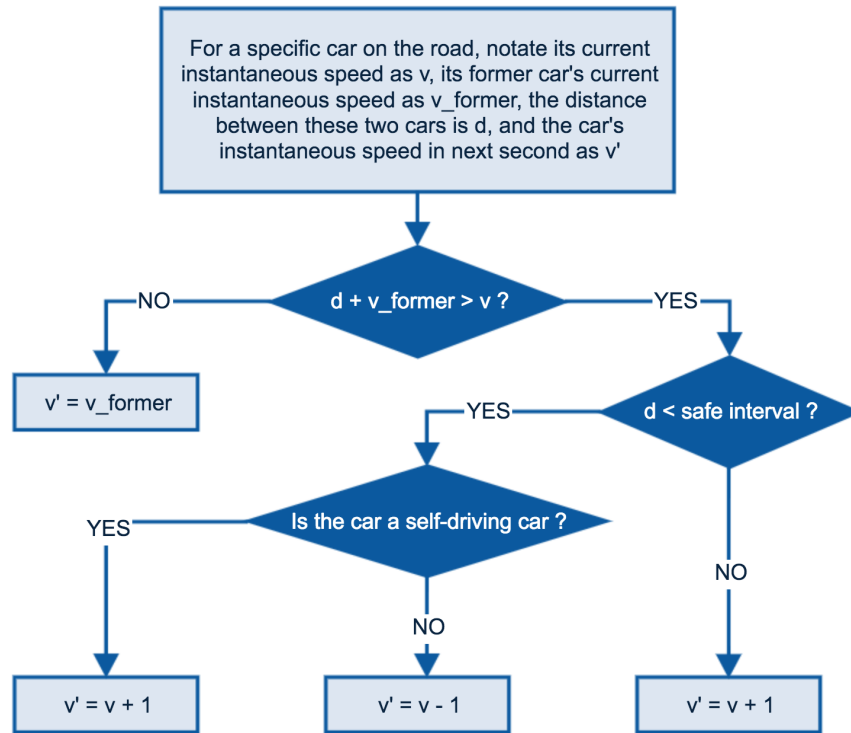 For a specific car on the road, notate its current
instantaneous speed as v, its former car's current
instantaneous speed as v_former, the distance
between these two cars is d, and the car's
instantaneous speed in next second as v'
d + v_former > v ?
NO
YES
v' = v_former
d < safe interval ?
YES
Is the car a self-driving car ?
YES
NO
NO
v' = v + 1
v' = v - 1
v' = v + 1